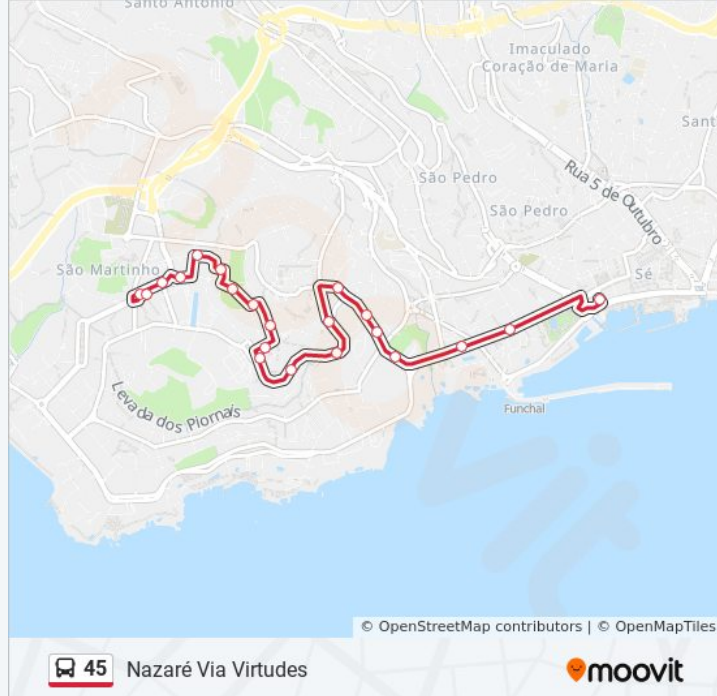 Santo António
Imaculado
Coração de Maria
Sant
São Pedro
Rua 5 de Outubro
São Pedro
São Martinho
Sé
Levada dos Piornais
Funchal
© OpenStreetMap contributors | © OpenMapTiles
45 Nazaré Via Virtudes
moovit